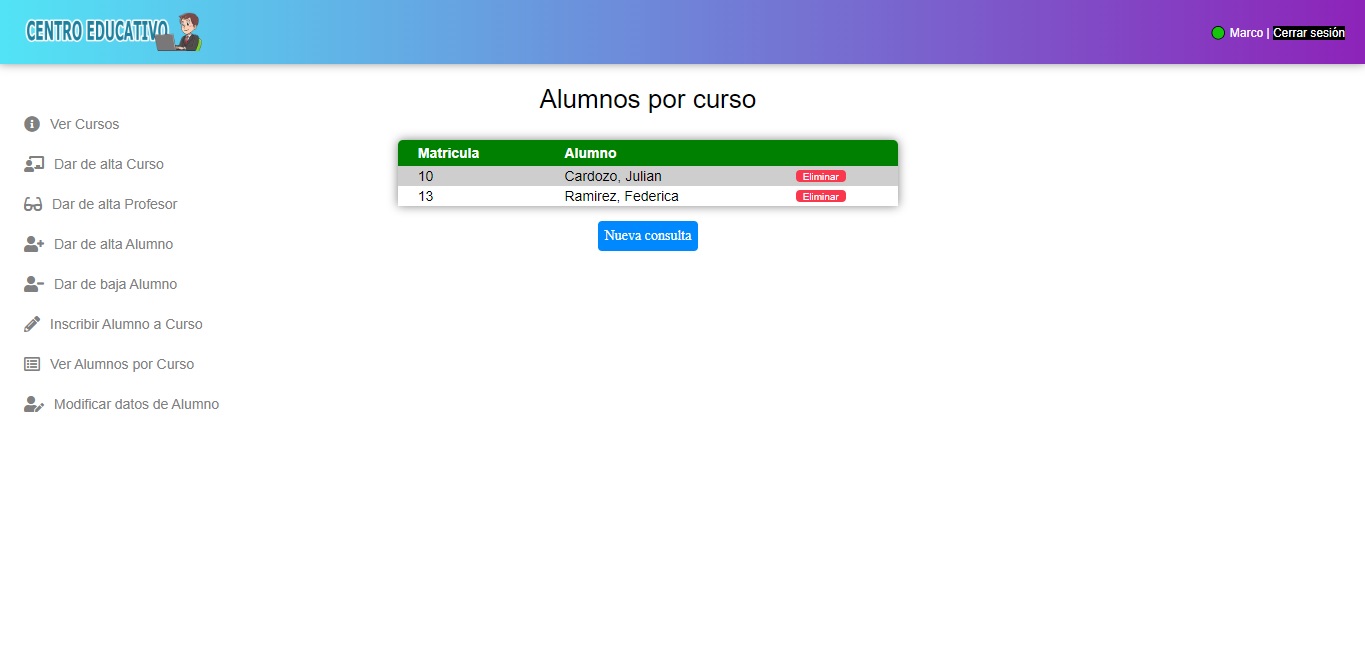 CENTRO EDUCATIVO
Marco | Cerrar sesión
Ver Cursos
Dar de alta Curso
Dar de alta Profesor
Dar de alta Alumno
Dar de baja Alumno
Inscribir Alumno a Curso
Ver Alumnos por Curso
Modificar datos de Alumno
Alumnos por curso
Matricula Alumno
10 Cardozo, Julian Eliminar
13 Ramirez, Federica Eliminar
Nueva consulta